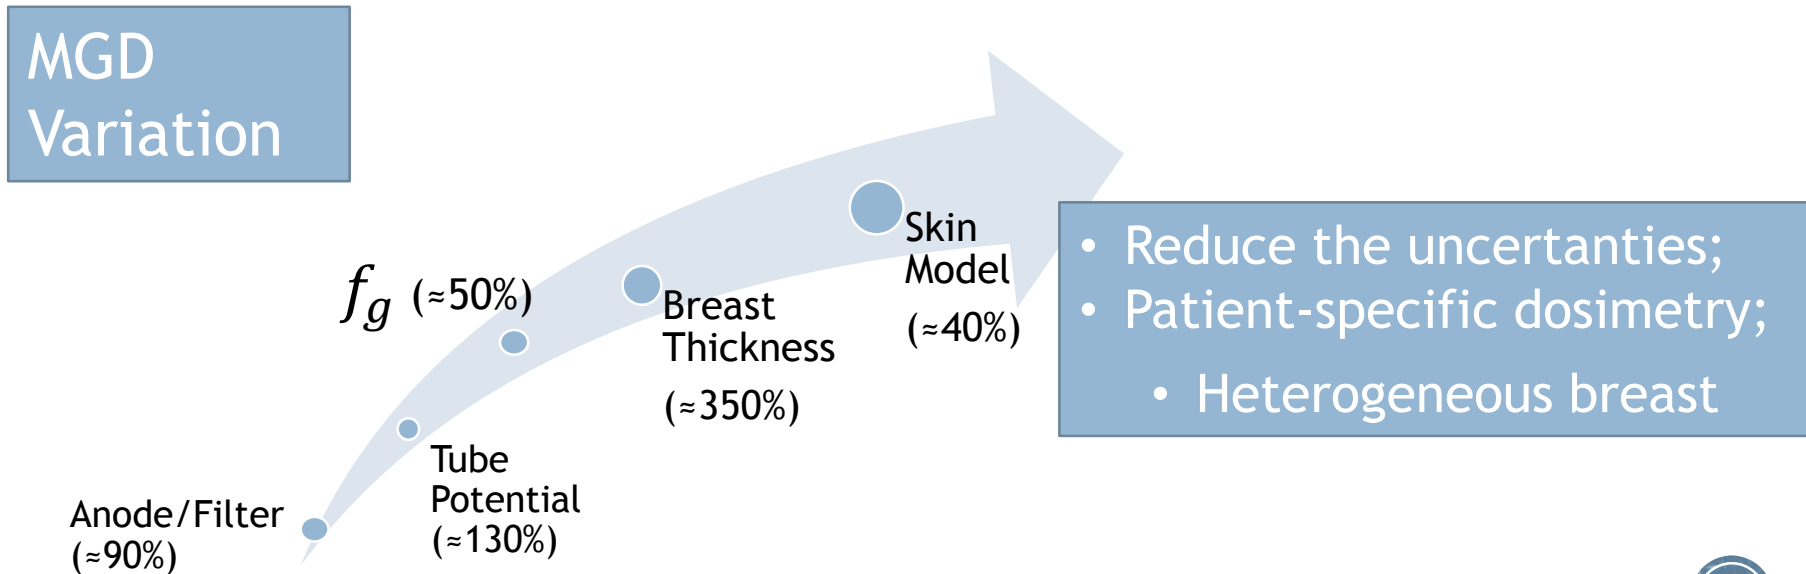 MGD
Variation
Anode/Filter
(≈90%)
Tube
Potential
(≈130%)
f_g (≈50%)
Breast
Thickness
(≈350%)
Skin
Model
(≈40%)
• Reduce the uncertanties;
• Patient-specific dosimetry;
• Heterogeneous breast